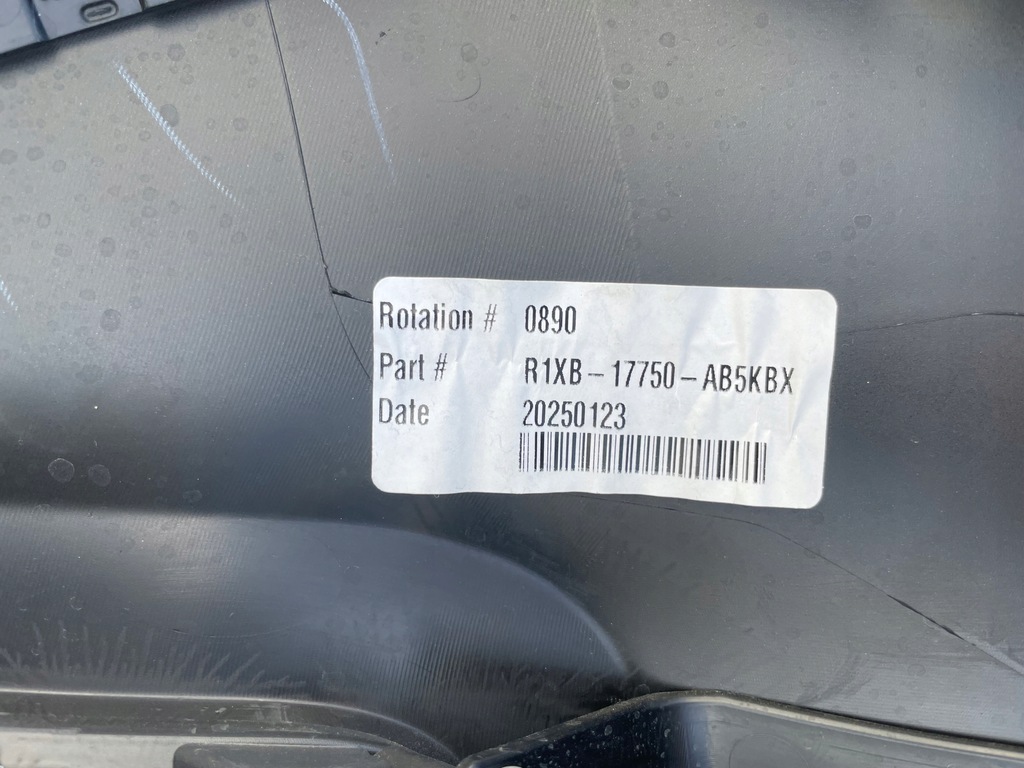 Rotation # 0890
Part # R1XB-17750-AB5KBX
Date 20250123